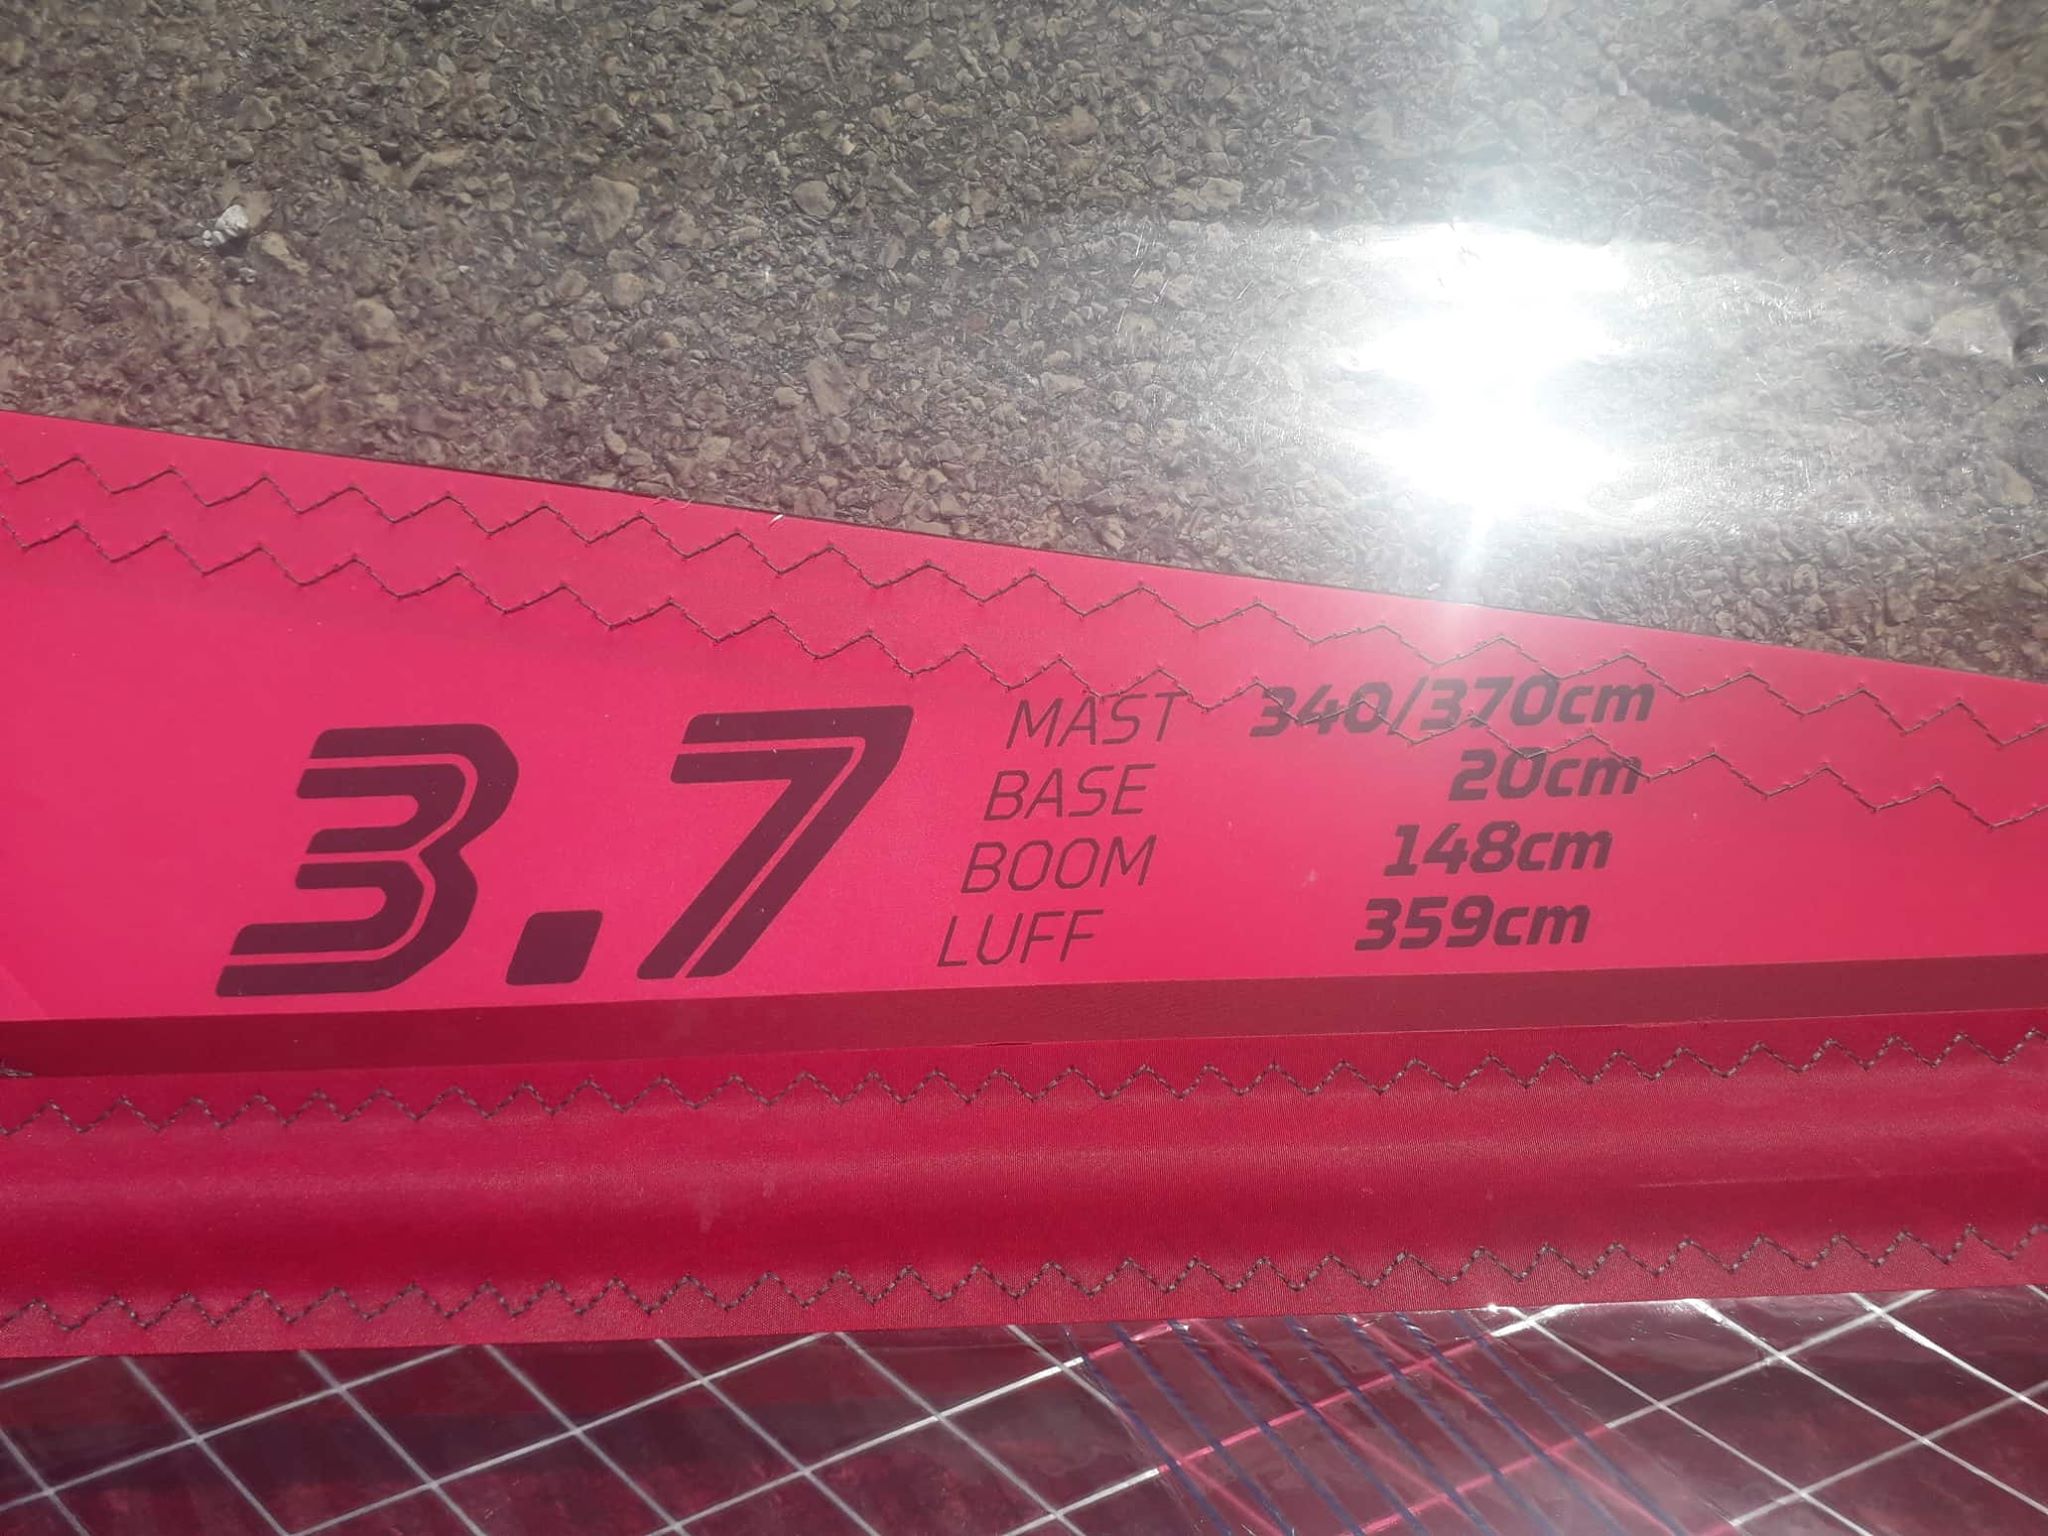 3.7
MAST 340/370cm
BASE 20cm
BOOM 148cm
LUFF 359cm